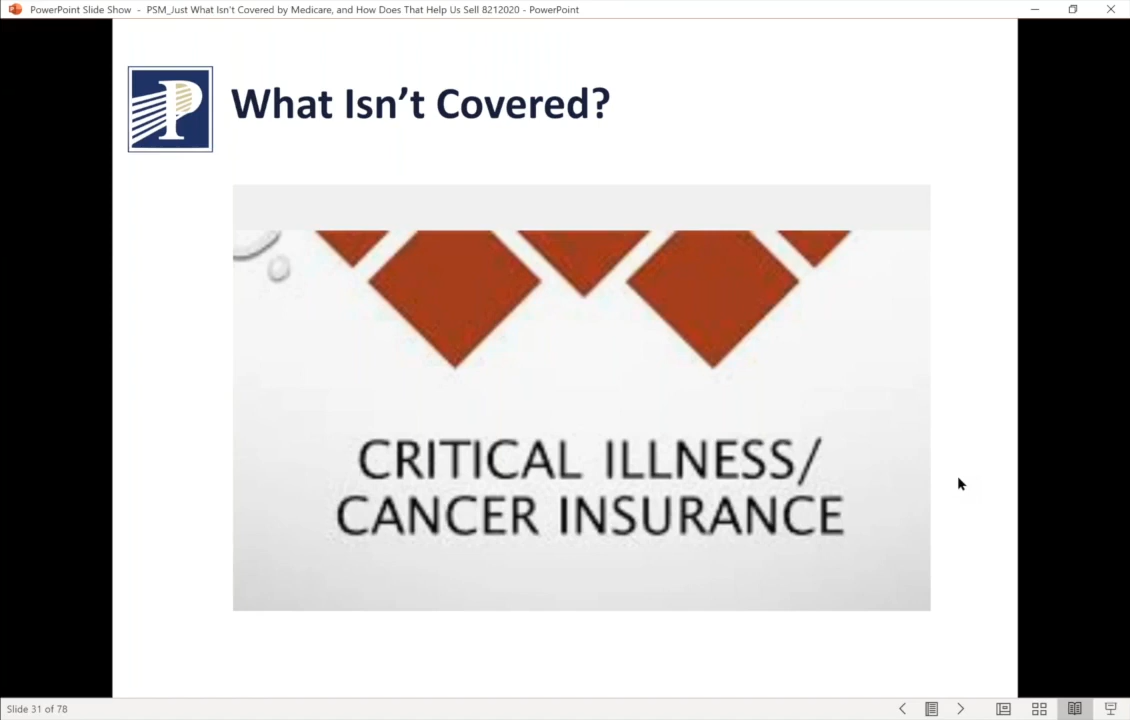 PowerPoint Slide Show - PSM_Just What Isn't Covered by Medicare, and How Does That Help Us Sell 8212020 - PowerPoint
P
What Isn't Covered?
CRITICAL ILLNESS/
CANCER INSURANCE
Slide 31 of 78